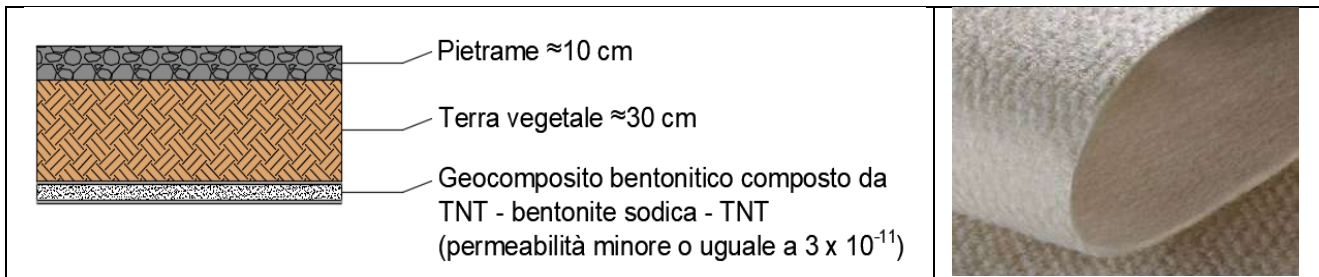 Pietrame ≈10 cm
Terra vegetale ≈30 cm
Geocomposito bentonitico composto da
TNT - bentonite sodica - TNT
(permeabilità minore o uguale a 3 x 10⁻¹¹)